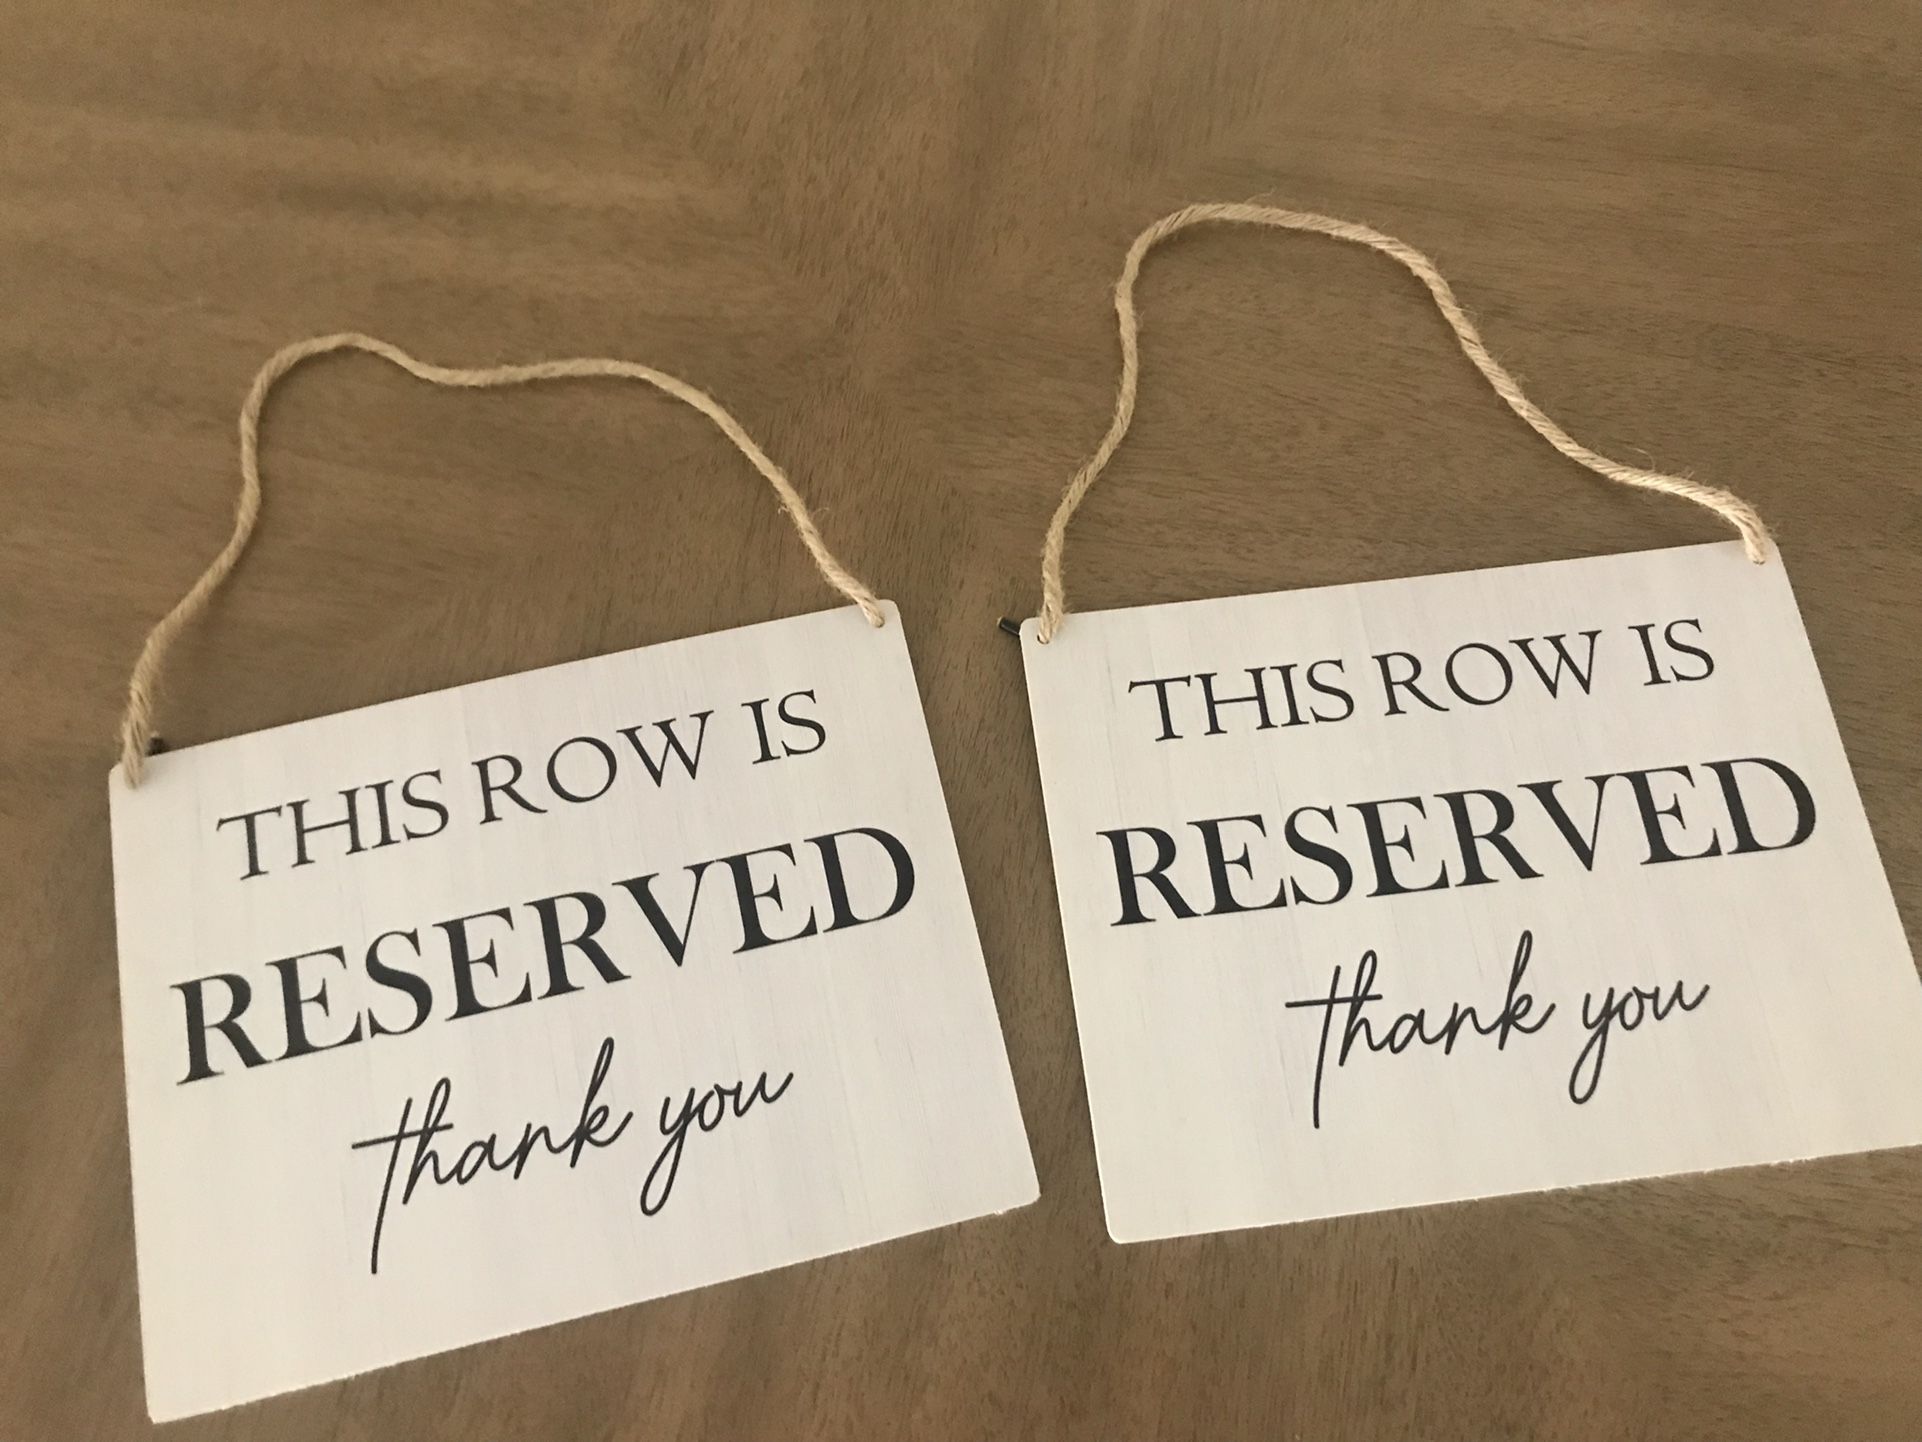 THIS ROW IS
RESERVED
thank you
THIS ROW IS
RESERVED
thank you